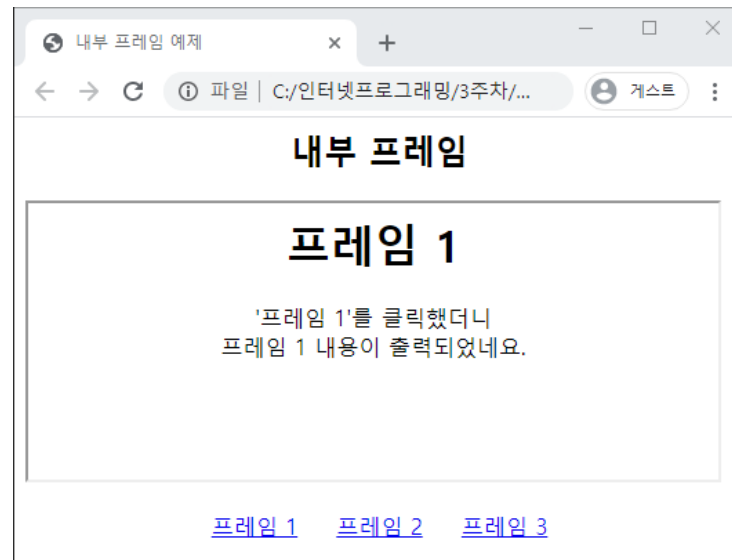 내부 프레임 예제
파일 | C:/인터넷프로그래밍/3주차/... 게스트
내부 프레임
프레임 1
'프레임 1'를 클릭했더니
프레임 1 내용이 출력되었네요.
프레임 1 프레임 2 프레임 3